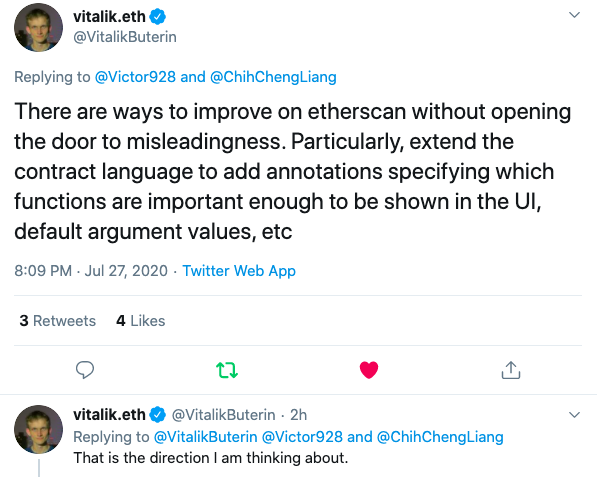 vitalik.eth
@VitalikButerin
Replying to @Victor928 and @ChihChengLiang
There are ways to improve on etherscan without opening
the door to misleadingness. Particularly, extend the
contract language to add annotations specifying which
functions are important enough to be shown in the UI,
default argument values, etc
8:09 PM · Jul 27, 2020 · Twitter Web App
3 Retweets 4 Likes
vitalik.eth @VitalikButerin · 2h
Replying to @VitalikButerin @Victor928 and @ChihChengLiang
That is the direction I am thinking about.